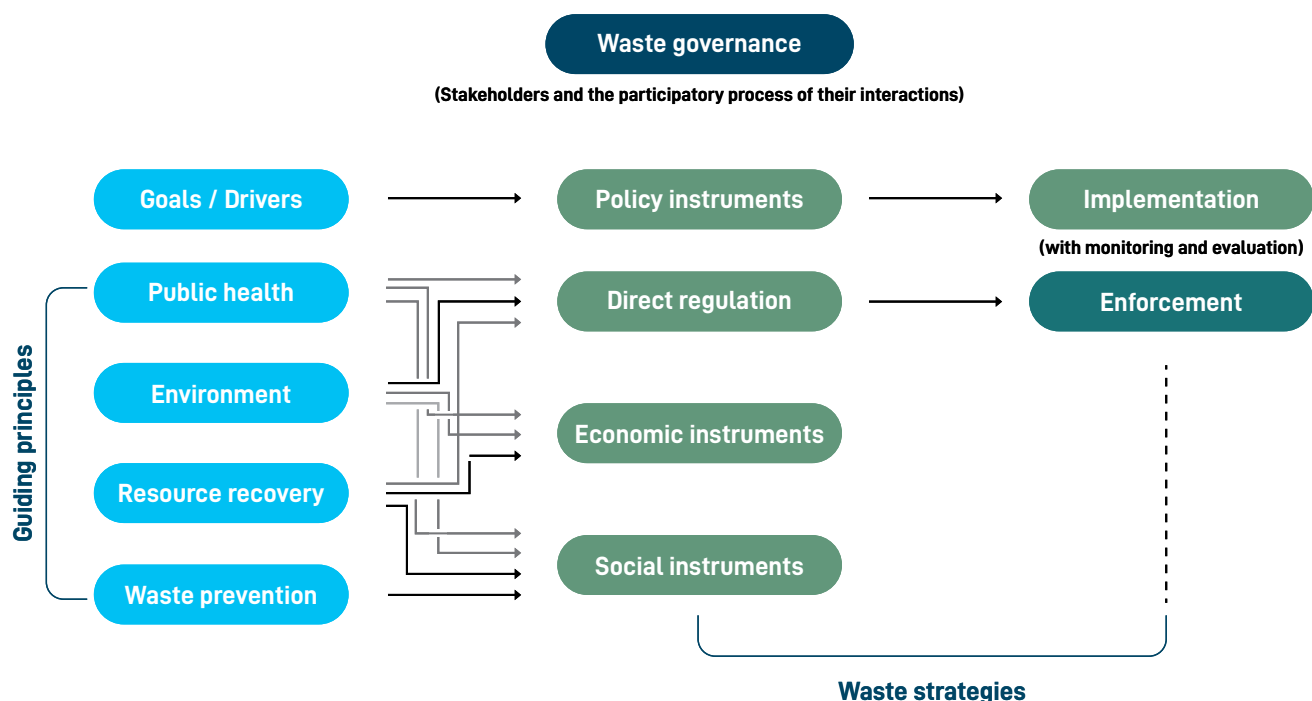 Waste governance
(Stakeholders and the participatory process of their interactions)
Goals / Drivers
Policy instruments
Implementation
(with monitoring and evaluation)
Public health
Direct regulation
Enforcement
Guiding principles
Environment
Economic instruments
Resource recovery
Social instruments
Waste prevention
Waste strategies